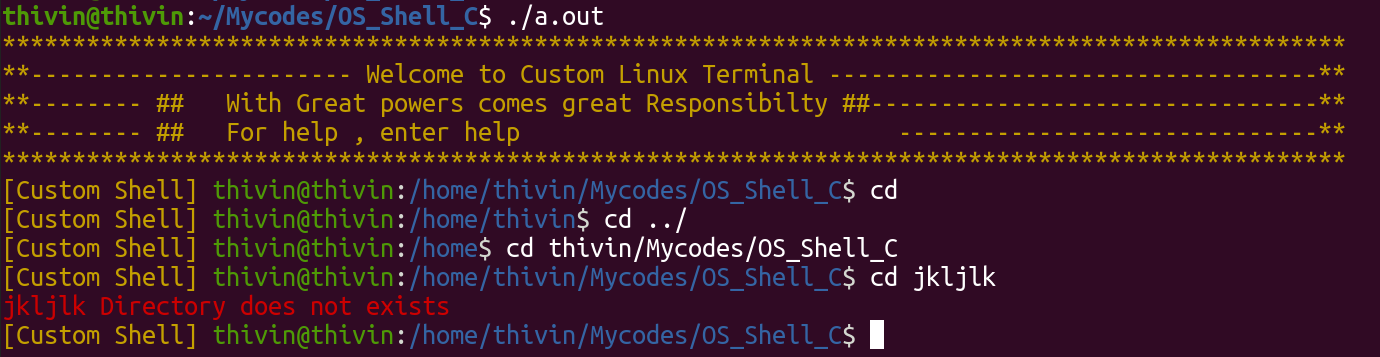 thivin@thivin:~/Mycodes/OS_Shell_C$ ./a.out
************************************************************************************************
**----------------------- Welcome to Custom Linux Terminal -----------------------------------**
**-------- ##   With Great powers comes great Responsibilty ##--------------------------------**
**-------- ##   For help , enter help                           ------------------------------**
************************************************************************************************
[Custom Shell] thivin@thivin:/home/thivin/Mycodes/OS_Shell_C$ cd
[Custom Shell] thivin@thivin:/home/thivin$ cd ../
[Custom Shell] thivin@thivin:/home$ cd thivin/Mycodes/OS_Shell_C
[Custom Shell] thivin@thivin:/home/thivin/Mycodes/OS_Shell_C$ cd jkljlk
jkljlk Directory does not exists
[Custom Shell] thivin@thivin:/home/thivin/Mycodes/OS_Shell_C$